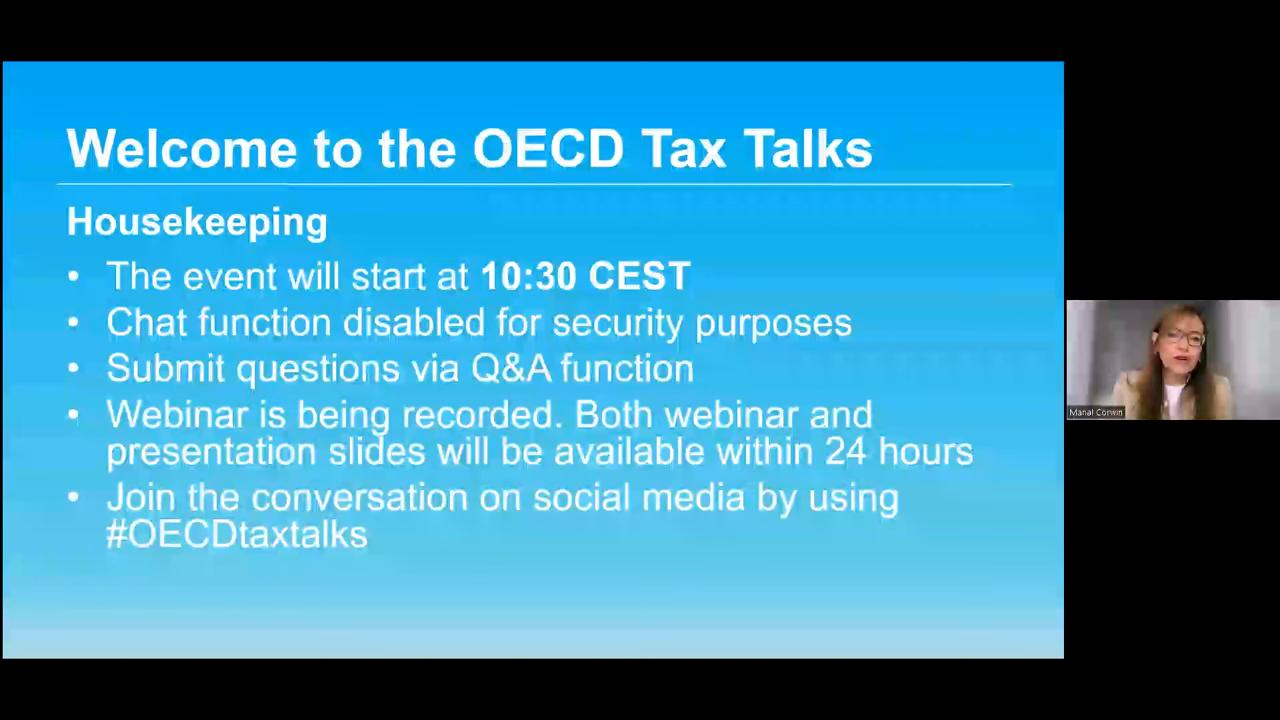 Welcome to the OECD Tax Talks
Housekeeping
• The event will start at 10:30 CEST
• Chat function disabled for security purposes
• Submit questions via Q&A function
• Webinar is being recorded. Both webinar and
presentation slides will be available within 24 hours
• Join the conversation on social media by using
#OECDtaxtalks
Manal Corwin